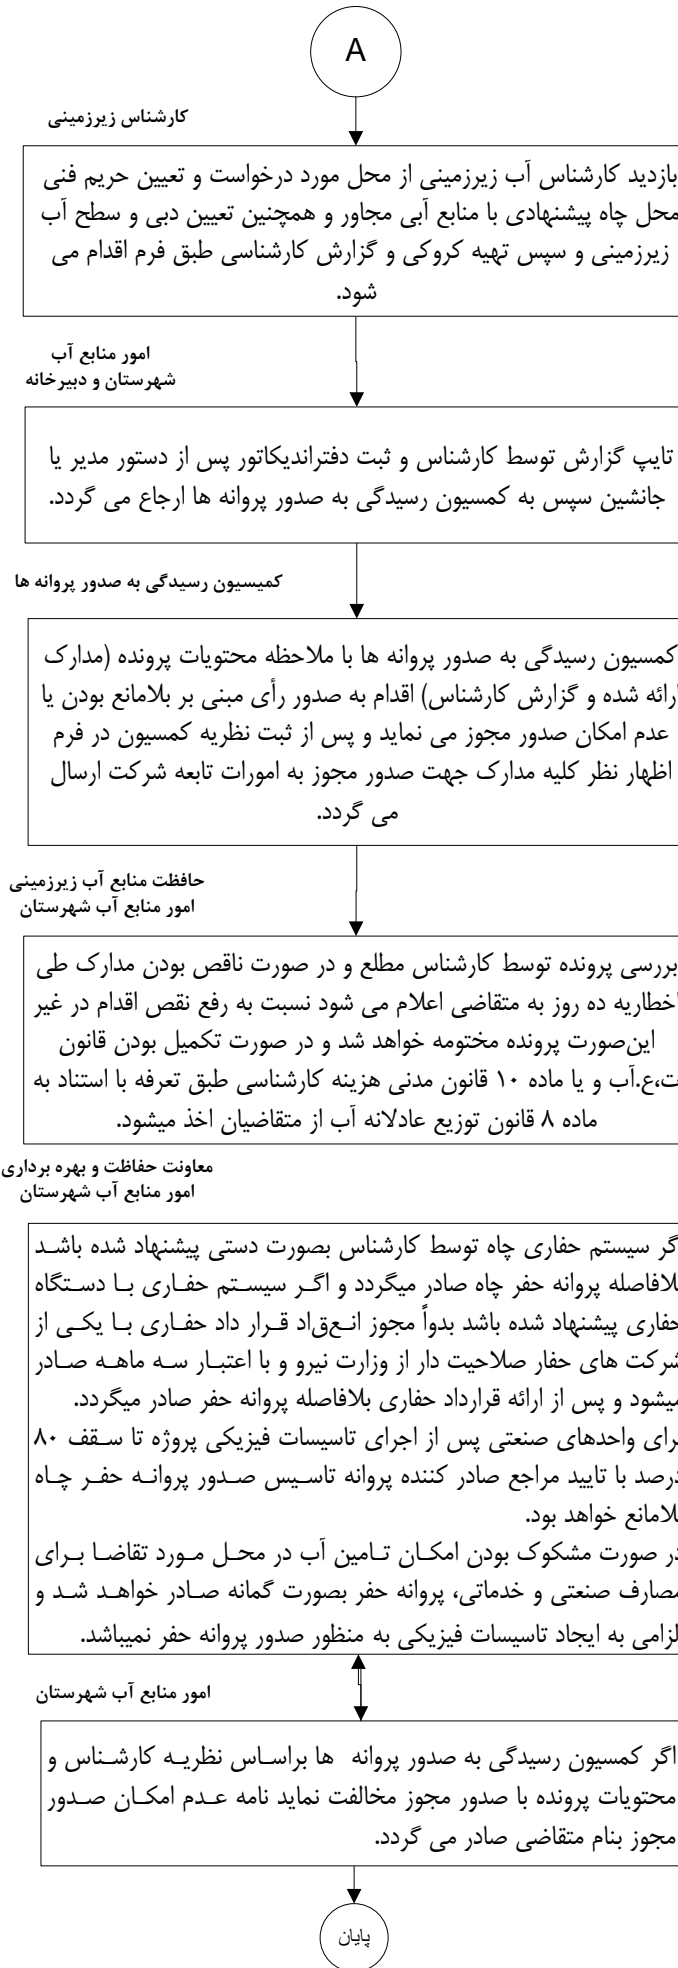 A
کارشناس زیرزمینی
بازدید کارشناس آب زیرزمینی از محل مورد درخواست و تعیین حریم فنی
محل چاه پیشنهادی با منابع آبی مجاور و همچنین تعیین دبی و سطح آب
زیرزمینی و سپس تهیه کروکی و گزارش کارشناسی طبق فرم اقدام می
شود.
امور منابع آب
شهرستان و دبیرخانه
تایپ گزارش توسط کارشناس و ثبت دفتراندیکاتور پس از دستور مدیر یا
جانشین سپس به کمسیون رسیدگی به صدور پروانه ها ارجاع می گردد.
کمیسیون رسیدگی به صدور پروانه ها
کمسیون رسیدگی به صدور پروانه ها با ملاحظه محتویات پرونده (مدارک
ارائه شده و گزارش کارشناس) اقدام به صدور رأی مبنی بر بلامانع بودن یا
عدم امکان صدور مجوز می نماید و پس از ثبت نظریه کمسیون در فرم
اظهار نظر کلیه مدارک جهت صدور مجوز به امورات تابعه شرکت ارسال
می گردد.
حافظت منابع آب زیرزمینی
امور منابع آب شهرستان
بررسی پرونده توسط کارشناس مطلع و در صورت ناقص بودن مدارک طی
اخطاریه ده روز به متقاضی اعلام می شود نسبت به رفع نقص اقدام در غیر
این‌صورت پرونده مختومه خواهد شد و در صورت تکمیل بودن قانون
ت،ع.آب و یا ماده ۱۰ قانون مدنی هزینه کارشناسی طبق تعرفه با استناد به
ماده ۸ قانون توزیع عادلانه آب از متقاضیان اخذ میشود.
معاونت حفاظت و بهره برداری
امور منابع آب شهرستان
اگر سیستم حفاری چاه توسط کارشناس بصورت دستی پیشنهاد شده باشد
بلافاصله پروانه حفر چاه صادر میگردد و اگر سیستم حفاری با دستگاه
حفاری پیشنهاد شده باشد بدواً مجوز انعقاد قرار داد حفاری با یکی از
شرکت های حفار صلاحیت دار از وزارت نیرو و با اعتبار سه ماهه صادر
میشود و پس از ارائه قرارداد حفاری بلافاصله پروانه حفر صادر میگردد.
برای واحدهای صنعتی پس از اجرای تاسیسات فیزیکی پروژه تا سقف ۸۰
درصد با تایید مراجع صادر کننده پروانه تاسیس صدور پروانه حفر چاه
بلامانع خواهد بود.
در صورت مشکوک بودن امکان تامین آب در محل مورد تقاضا برای
مصارف صنعتی و خدماتی، پروانه حفر بصورت گمانه صادر خواهد شد و
الزامی به ایجاد تاسیسات فیزیکی به منظور صدور پروانه حفر نمیباشد.
امور منابع آب شهرستان
اگر کمسیون رسیدگی به صدور پروانه ها براساس نظریه کارشناس و
محتویات پرونده با صدور مجوز مخالفت نماید نامه عدم امکان صدور
مجوز بنام متقاضی صادر می گردد.
پایان